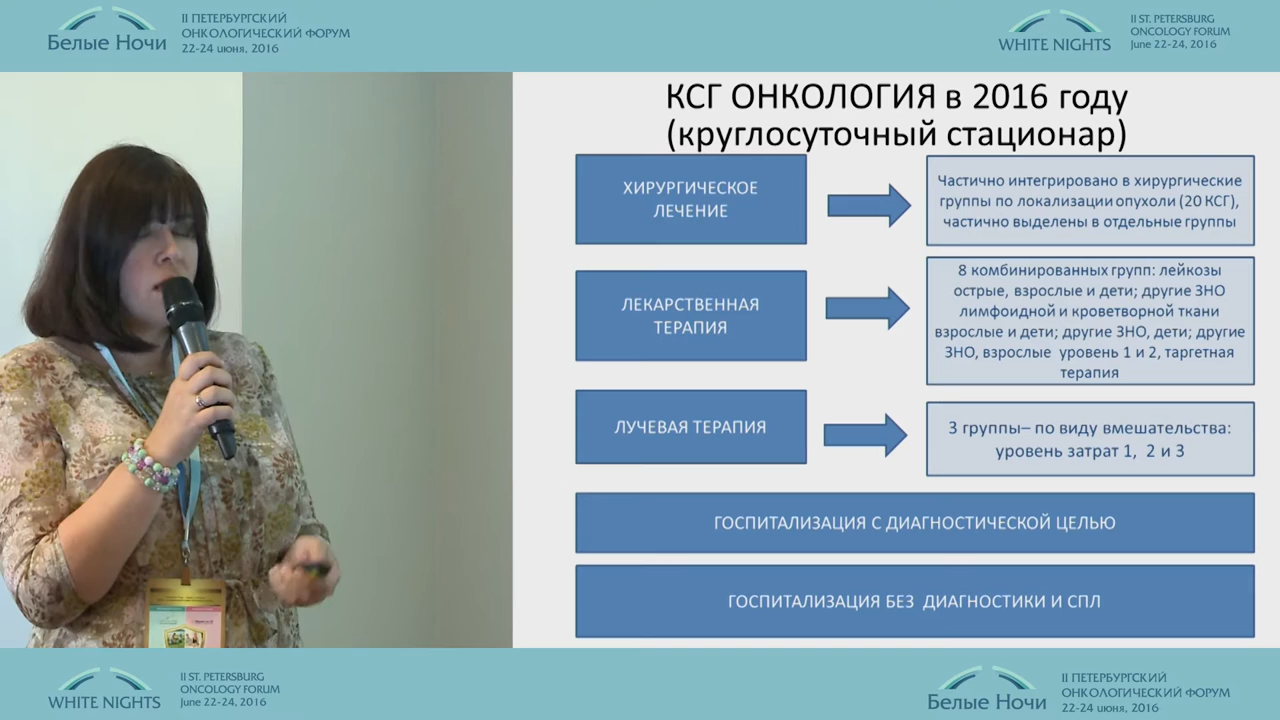 Белые Ночи
II ПЕТЕРБУРГСКИЙ
ОНКОЛОГИЧЕСКИЙ ФОРУМ
22-24 июня, 2016
WHITE NIGHTS
II ST. PETERSBURG
ONCOLOGY FORUM
June 22-24, 2016
КСГ ОНКОЛОГИЯ в 2016 году
(круглосуточный стационар)
ХИРУРГИЧЕСКОЕ
ЛЕЧЕНИЕ
Частично интегрировано в хирургические
группы по локализации опухоли (20 КСГ),
частично выделены в отдельные группы
ЛЕКАРСТВЕННАЯ
ТЕРАПИЯ
8 комбинированных групп: лейкозы
острые, взрослые и дети; другие ЗНО
лимфоидной и кроветворной ткани
взрослые и дети; другие ЗНО, дети; другие
ЗНО, взрослые уровень 1 и 2, таргетная
терапия
ЛУЧЕВАЯ ТЕРАПИЯ
3 группы– по виду вмешательства:
уровень затрат 1, 2 и 3
ГОСПИТАЛИЗАЦИЯ С ДИАГНОСТИЧЕСКОЙ ЦЕЛЬЮ
ГОСПИТАЛИЗАЦИЯ БЕЗ ДИАГНОСТИКИ И СПЛ
WHITE NIGHTS
II ST. PETERSBURG
ONCOLOGY FORUM
June 22-24, 2016
Белые Ночи
II ПЕТЕРБУРГСКИЙ
ОНКОЛОГИЧЕСКИЙ ФОРУМ
22-24 июня, 2016